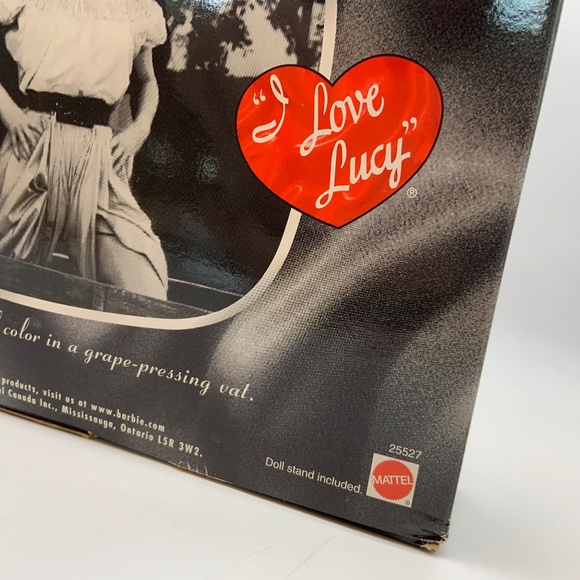 "I Love
Lucy"
®
color in a grape-pressing vat.
products, visit us at www.barbie.com
Canada Inc., Mississauga, Ontario L5R 3W2.
25527
Doll stand included.
MATTEL